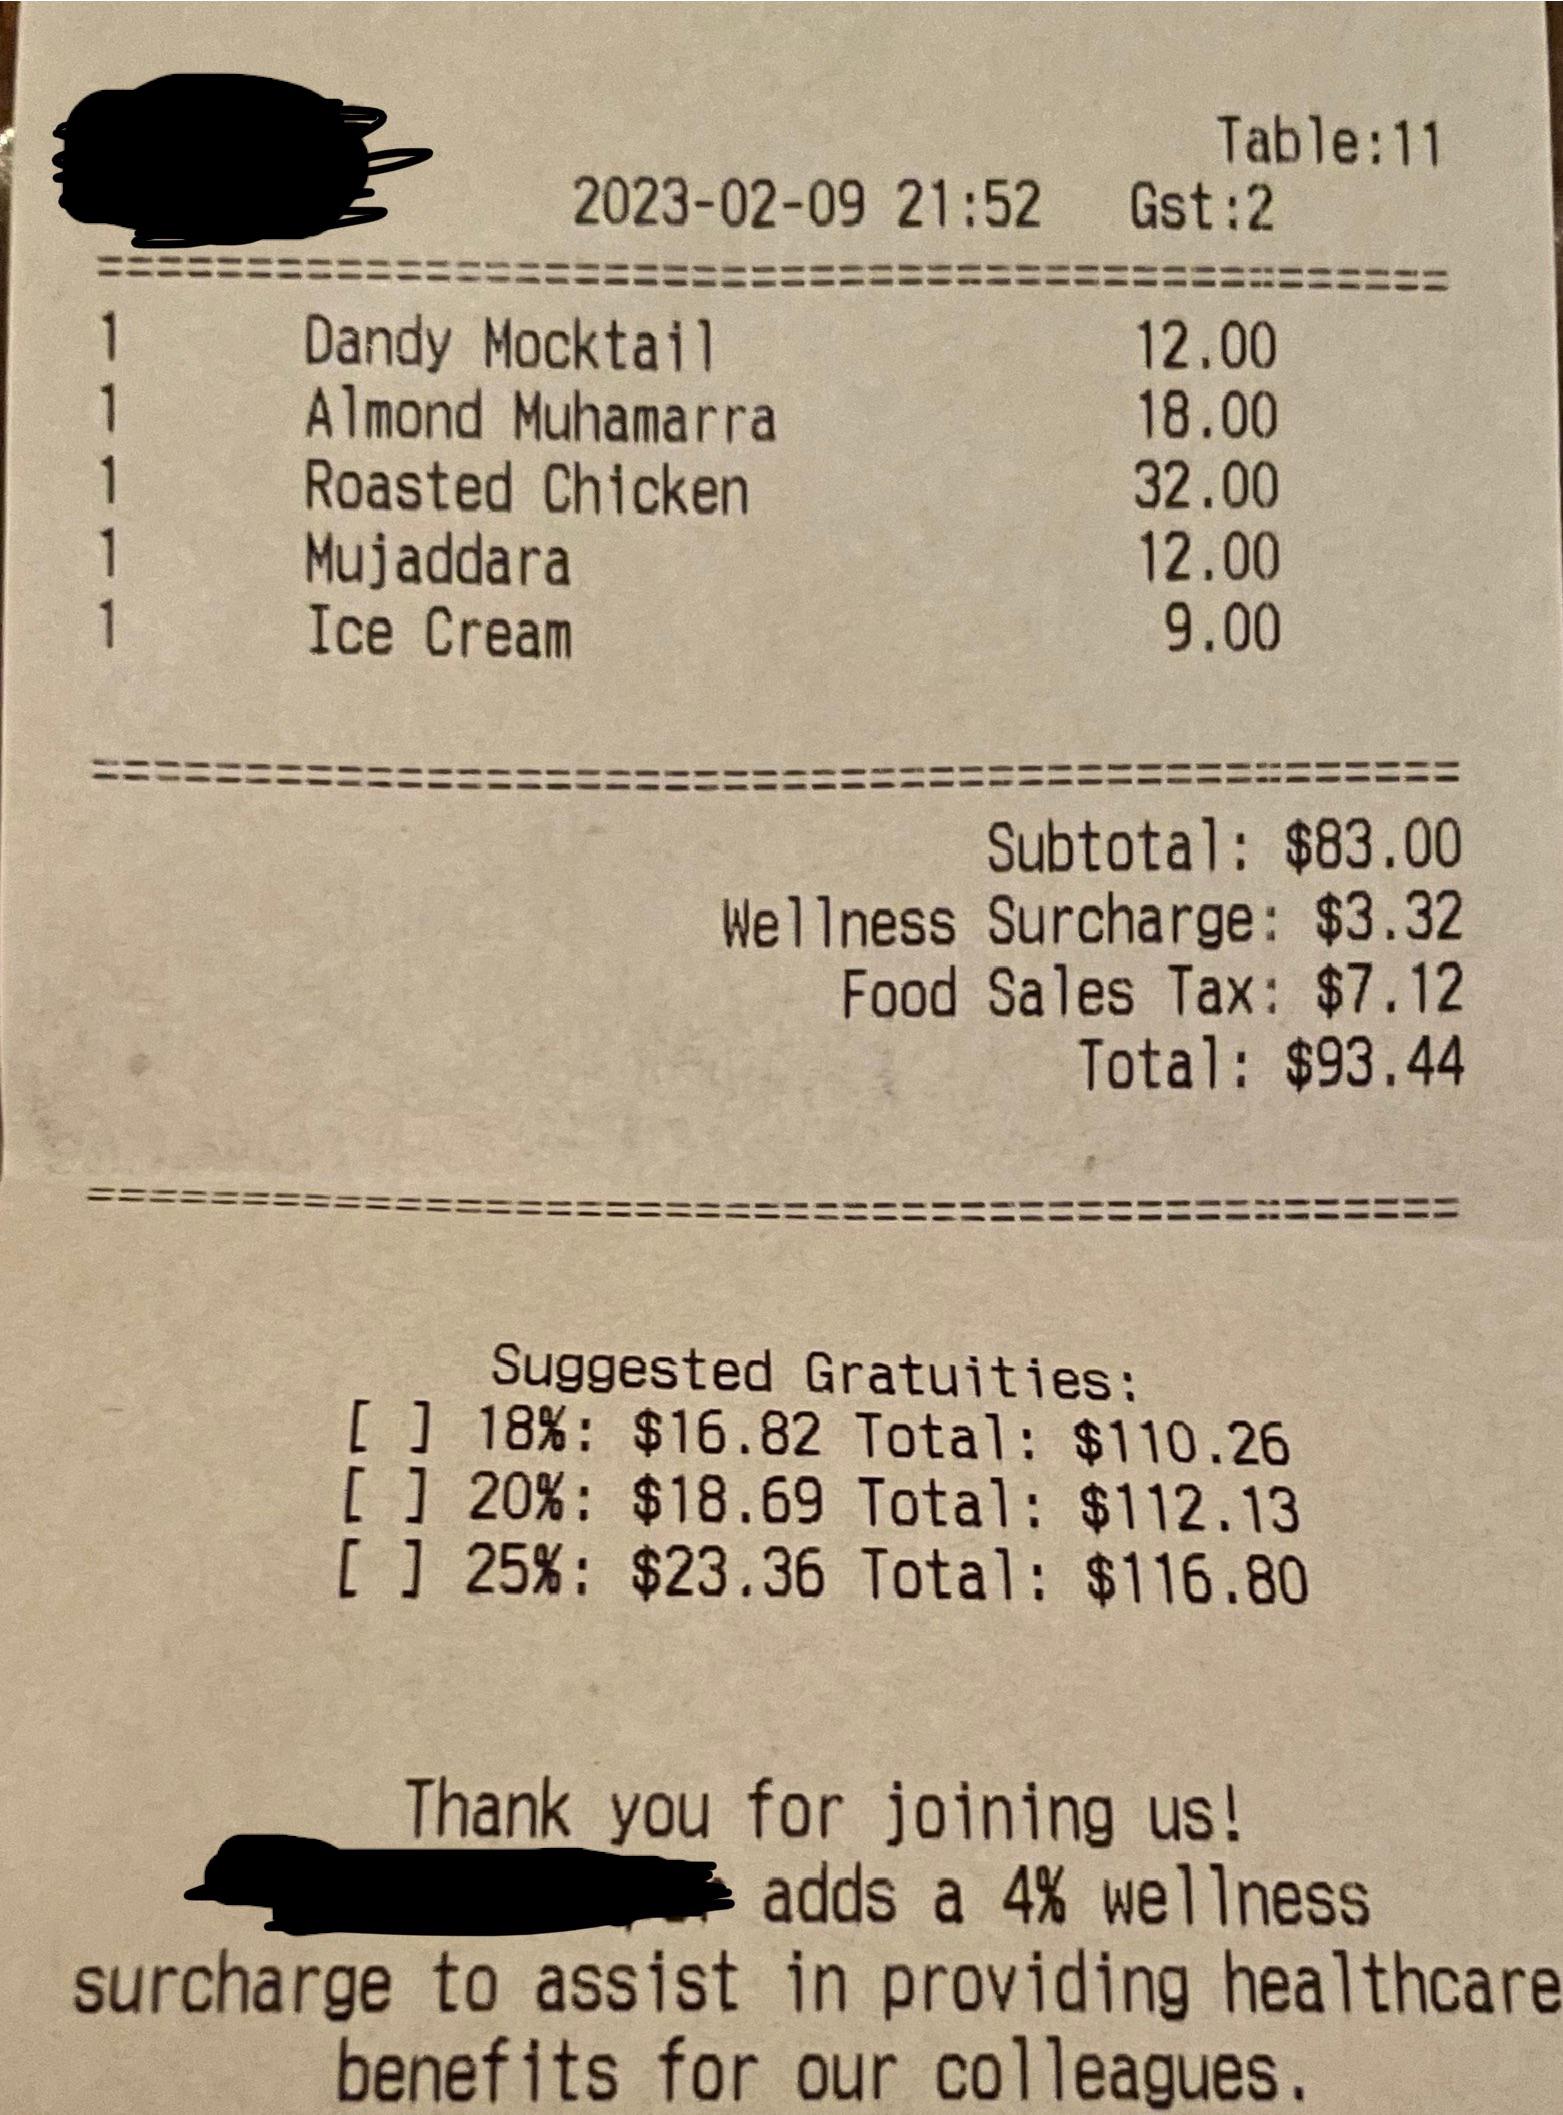 Table:11
2023-02-09 21:52 Gst:2
===============================================
1 Dandy Mocktail 12.00
1 Almond Muhamarra 18.00
1 Roasted Chicken 32.00
1 Mujaddara 12.00
1 Ice Cream 9.00
===============================================
Subtotal: $83.00
Wellness Surcharge: $3.32
Food Sales Tax: $7.12
Total: $93.44
===============================================
Suggested Gratuities:
[ ] 18%: $16.82 Total: $110.26
[ ] 20%: $18.69 Total: $112.13
[ ] 25%: $23.36 Total: $116.80
Thank you for joining us!
adds a 4% wellness
surcharge to assist in providing healthcare
benefits for our colleagues.